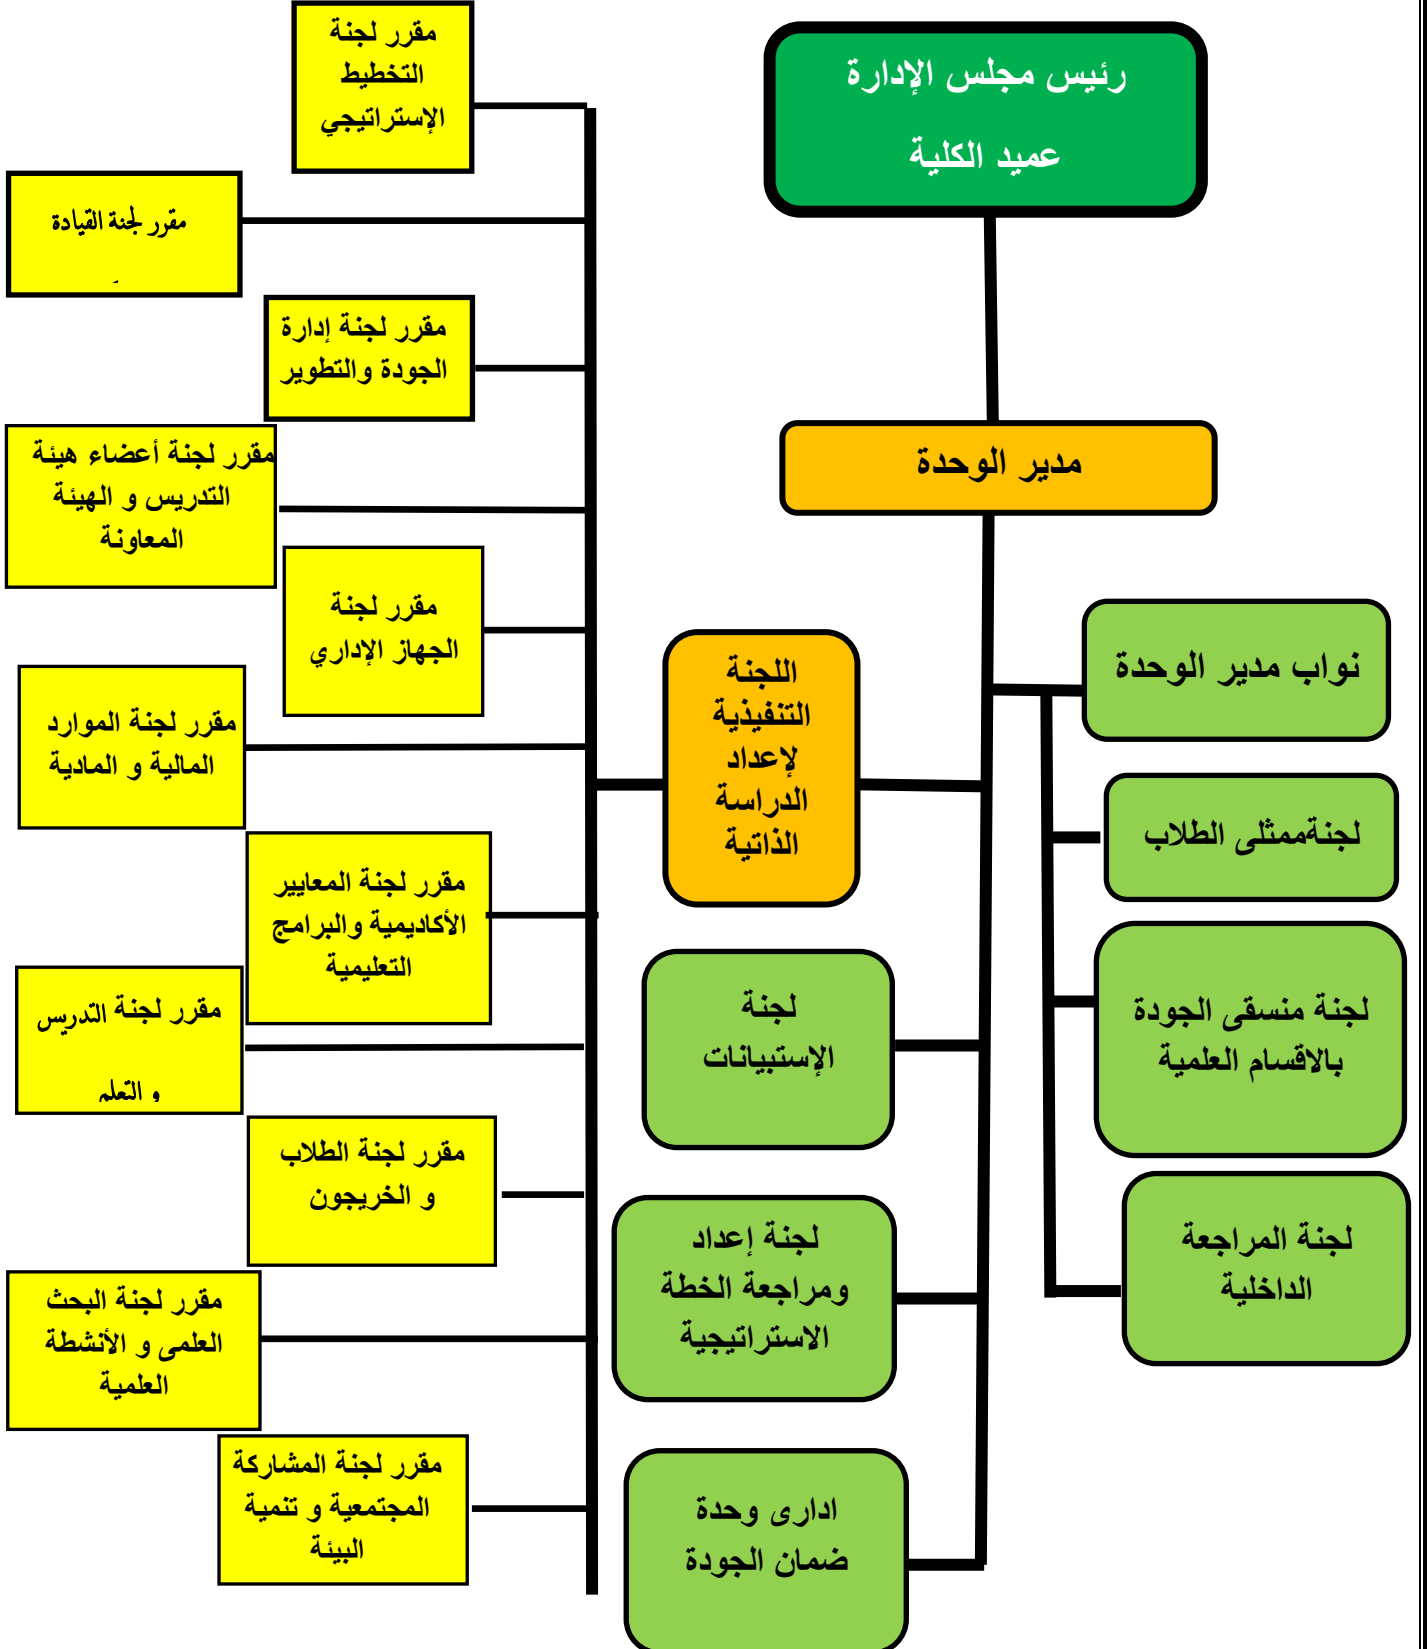 رئيس مجلس الإدارة
عميد الكلية
مدير الوحدة
نواب مدير الوحدة
لجنةممثلى الطلاب
لجنة منسقى الجودة
بالاقسام العلمية
لجنة المراجعة
الداخلية
اللجنة
التنفيذية
لإعداد
الدراسة
الذاتية
لجنة
الإستبيانات
لجنة إعداد
ومراجعة الخطة
الاستراتيجية
ادارى وحدة
ضمان الجودة
مقرر لجنة
التخطيط
الإستراتيجي
مقرر لجنة القيادة
مقرر لجنة إدارة
الجودة والتطوير
مقرر لجنة أعضاء هيئة
التدريس و الهيئة
المعاونة
مقرر لجنة
الجهاز الإداري
مقرر لجنة الموارد
المالية و المادية
مقرر لجنة المعايير
الأكاديمية والبرامج
التعليمية
مقرر لجنة التدريس
و التعلم
مقرر لجنة الطلاب
و الخريجون
مقرر لجنة البحث
العلمى و الأنشطة
العلمية
مقرر لجنة المشاركة
المجتمعية و تنمية
البيئة